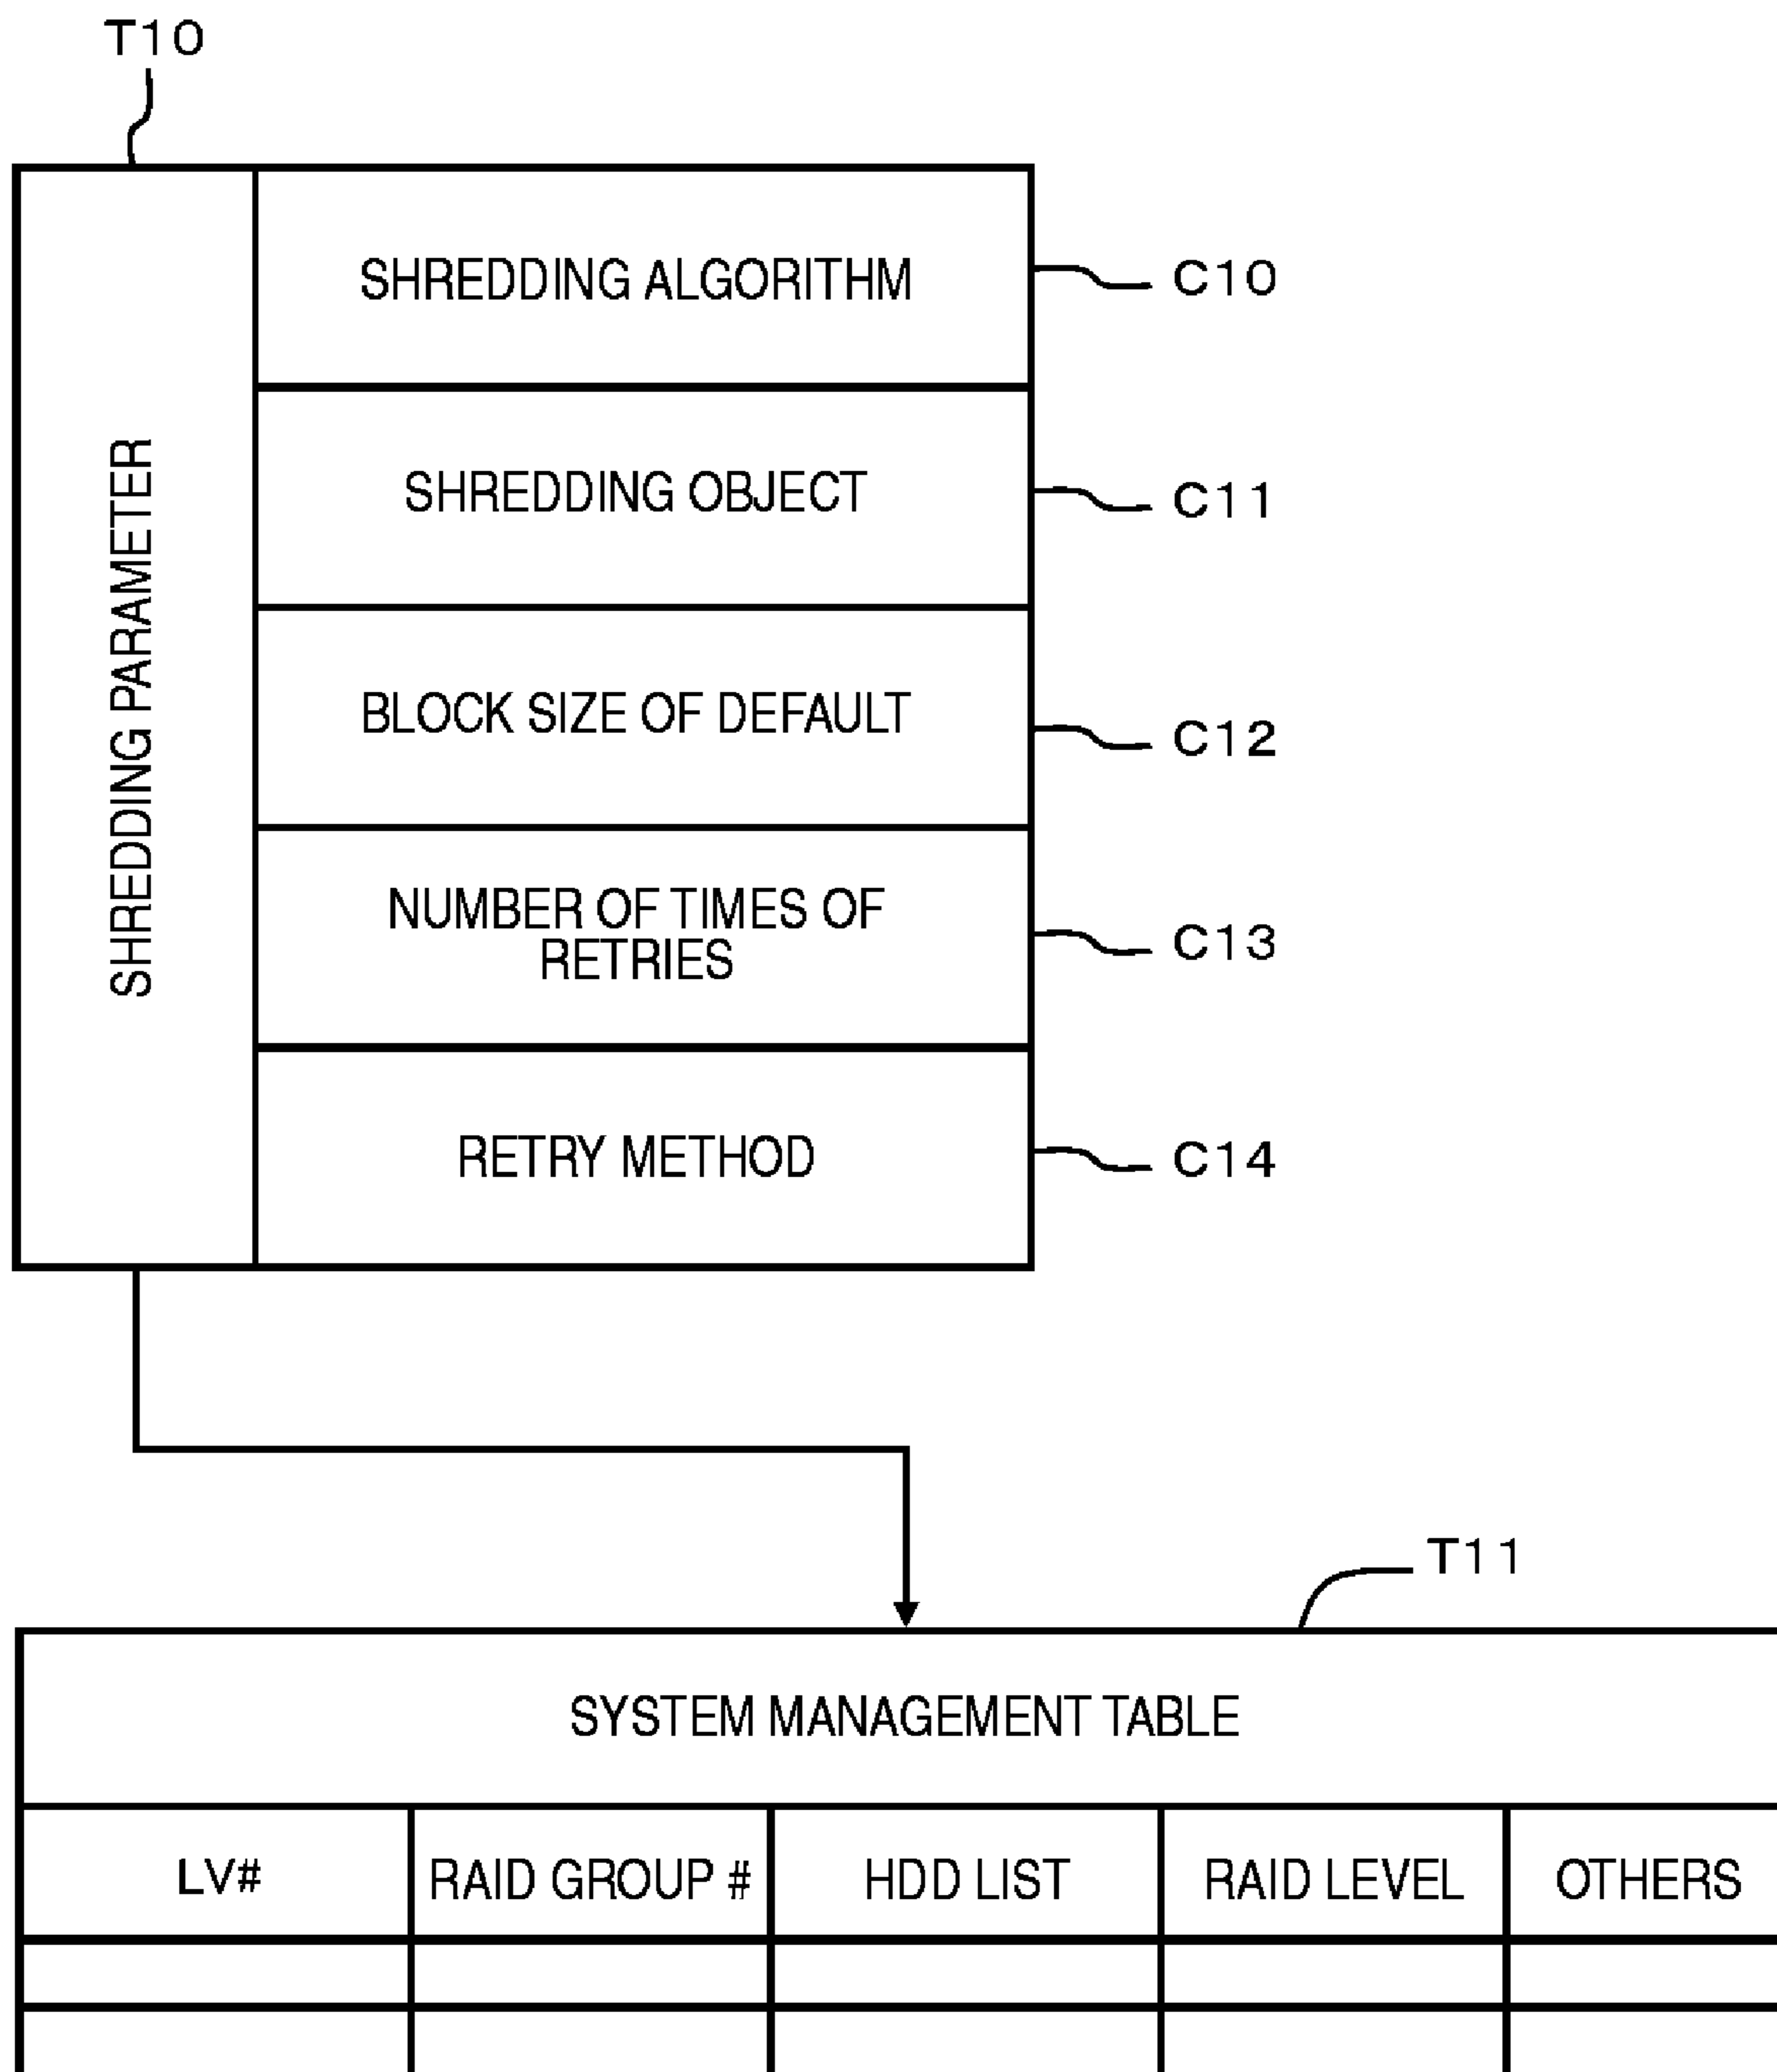 T10
SHREDDING PARAMETER
SHREDDING ALGORITHM
C10
SHREDDING OBJECT
C11
BLOCK SIZE OF DEFAULT
C12
NUMBER OF TIMES OF
RETRIES
C13
RETRY METHOD
C14
T11
SYSTEM MANAGEMENT TABLE
LV# RAID GROUP # HDD LIST RAID LEVEL OTHERS